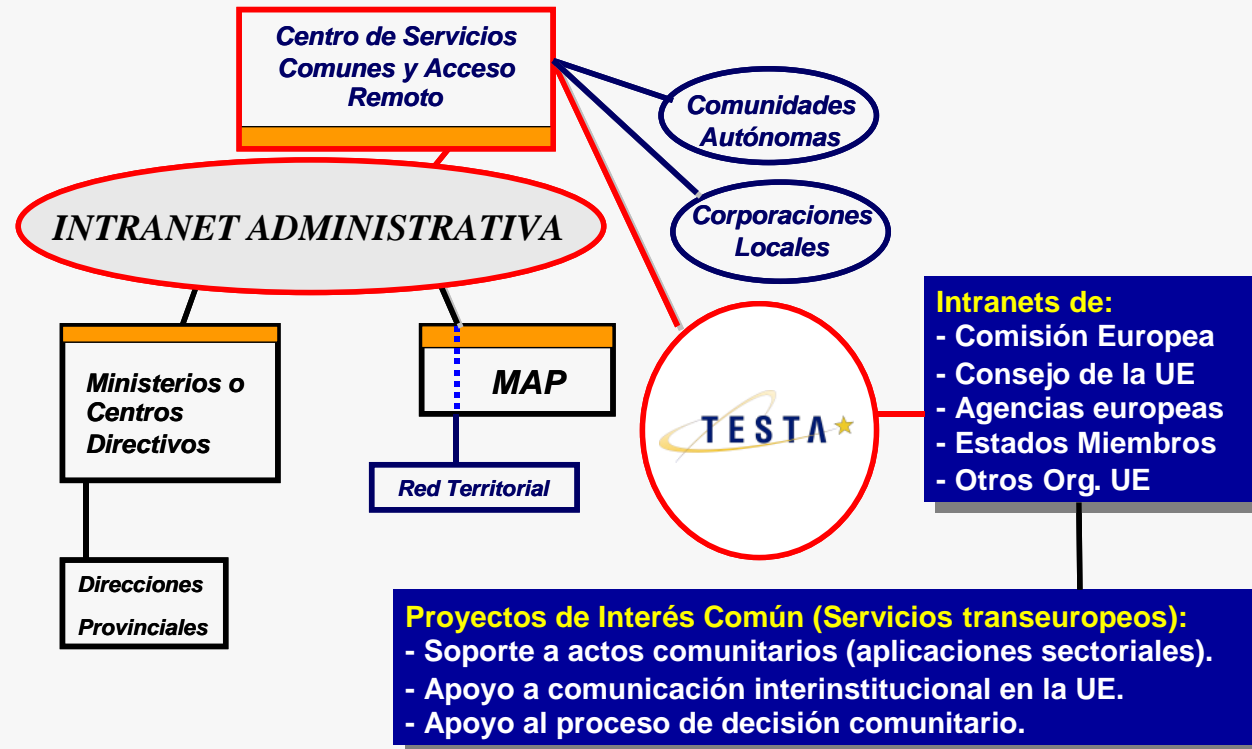 Centro de Servicios
Comunes y Acceso
Remoto
Comunidades
Autónomas
INTRANET ADMINISTRATIVA
Corporaciones
Locales
Ministerios o
Centros
Directivos
MAP
Red Territorial
Direcciones
Provinciales
TESTA
Intranets de:
- Comisión Europea
- Consejo de la UE
- Agencias europeas
- Estados Miembros
- Otros Org. UE
Proyectos de Interés Común (Servicios transeuropeos):
- Soporte a actos comunitarios (aplicaciones sectoriales).
- Apoyo a comunicación interinstitucional en la UE.
- Apoyo al proceso de decisión comunitario.